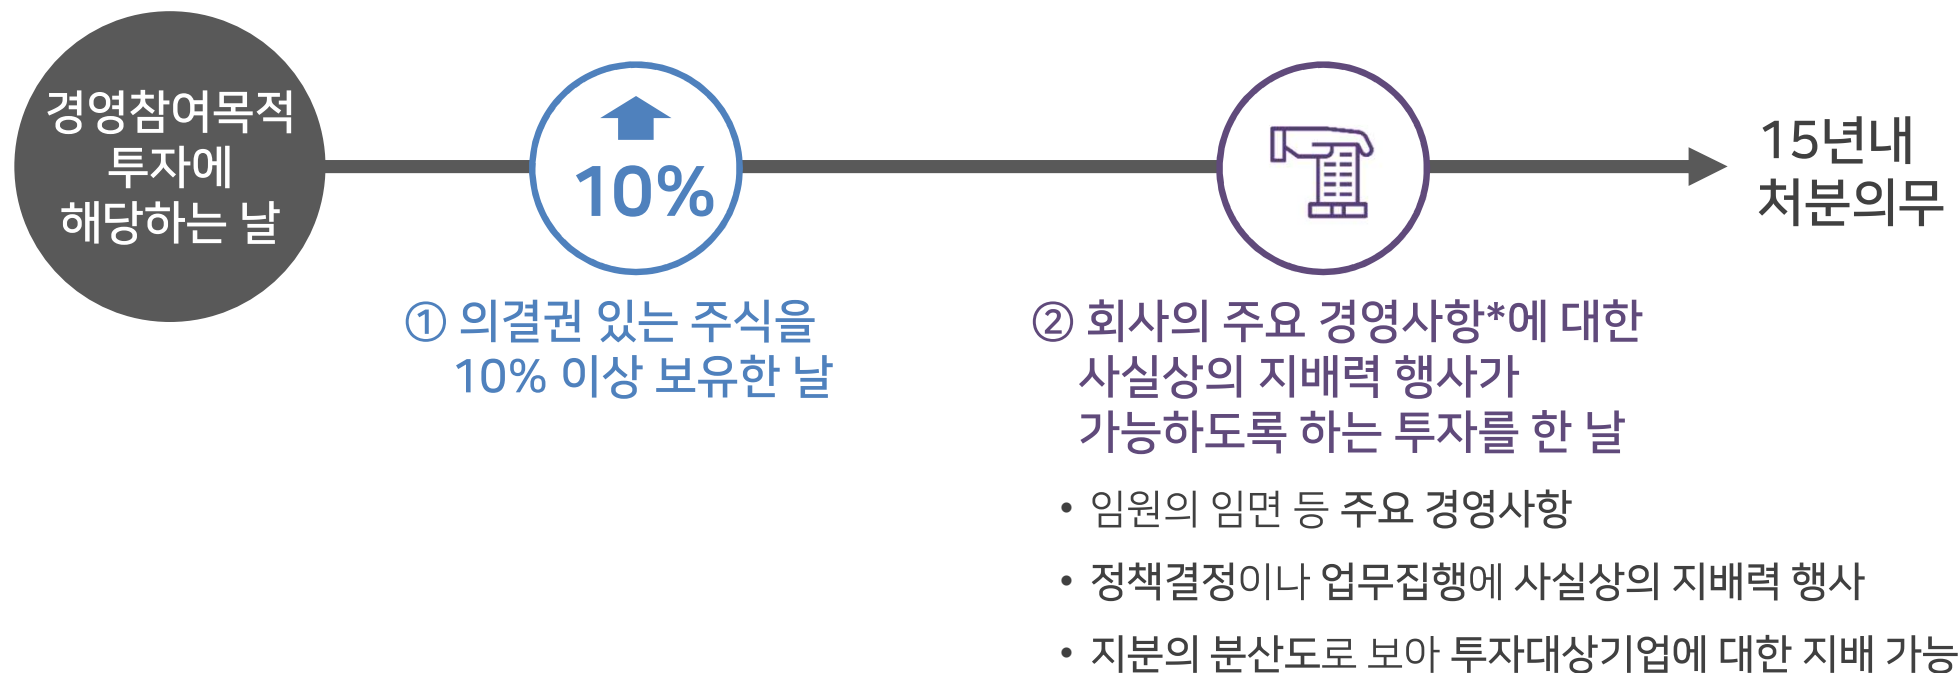 경영참여목적
투자에
해당하는 날
10%
① 의결권 있는 주식을
10% 이상 보유한 날
② 회사의 주요 경영사항*에 대한
사실상의 지배력 행사가
가능하도록 하는 투자를 한 날
• 임원의 임면 등 주요 경영사항
• 정책결정이나 업무집행에 사실상의 지배력 행사
• 지분의 분산도로 보아 투자대상기업에 대한 지배 가능
15년내
처분의무